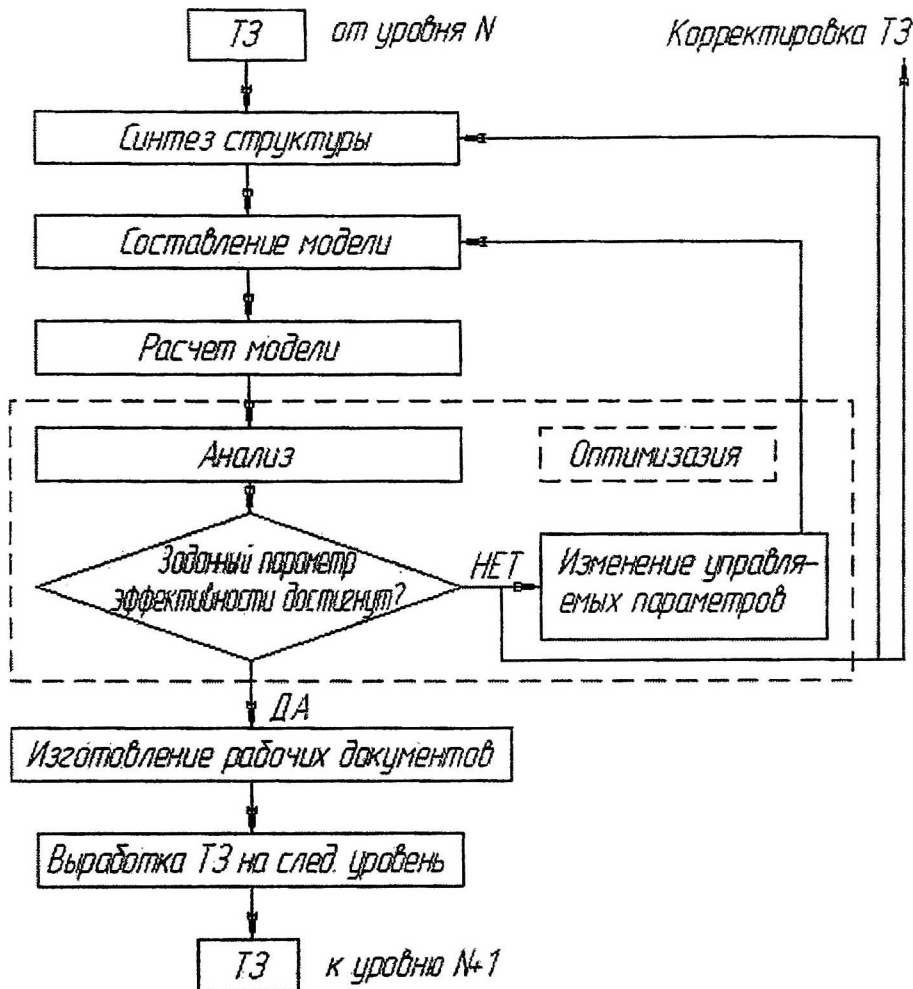 ТЗ от уровня N
Корректировка ТЗ
Синтез структуры
Составление модели
Расчет модели
Анализ
Оптимизазия
Заданный параметр
эффективности достигнут?
НЕТ
Изменение управля-
емых параметров
ДА
Изготовление рабочих документов
Выработка ТЗ на след. уровень
ТЗ к уровню N+1